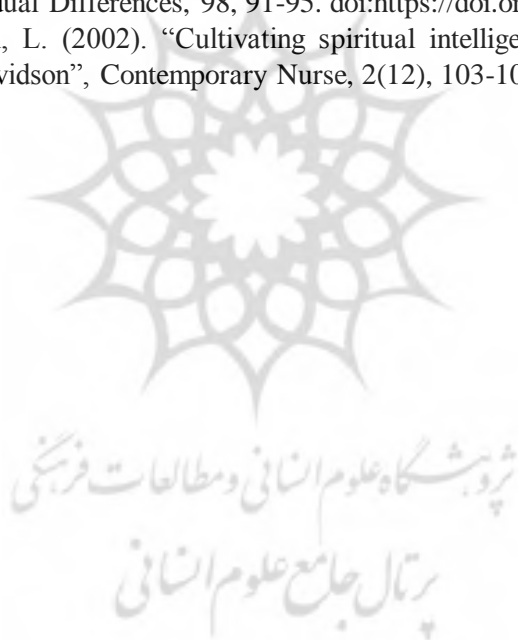 dual Differences, 98, 91-95. doi:https://doi.or
, L. (2002). “Cultivating spiritual intellige
vidson”, Contemporary Nurse, 2(12), 103-10
پژوهشگاه علوم انسانی و مطالعات فرهنگی
پرتال جامع علوم انسانی